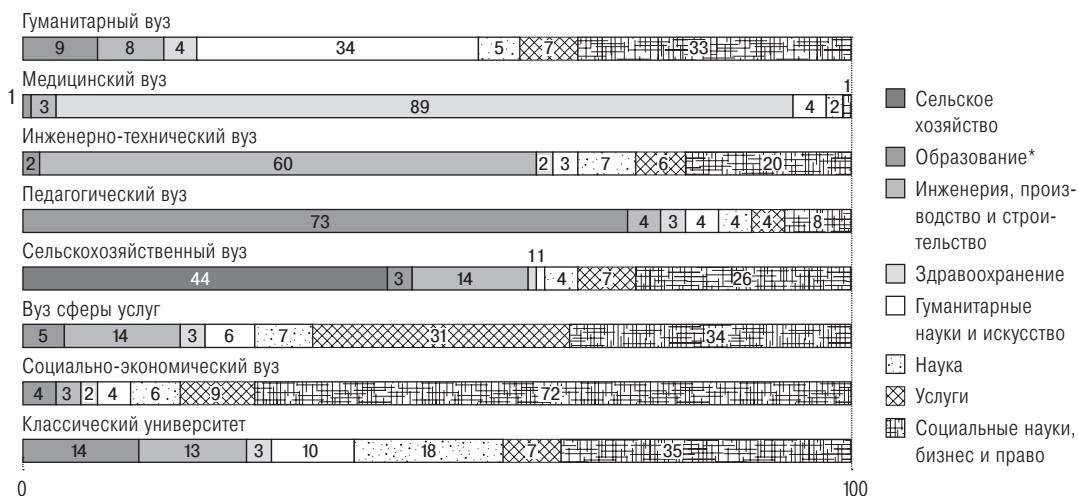 Гуманитарный вуз
9 8 4 34 5 7 33
Медицинский вуз
1 3 89 4 2 1
Инженерно-технический вуз
2 60 2 3 7 6 20
Педагогический вуз
73 4 3 4 4 4 8
Сельскохозяйственный вуз
44 3 14 1 1 4 7 26
Вуз сферы услуг
5 14 3 6 7 31 34
Социально-экономический вуз
4 3 2 4 6 9 72
Классический университет
14 13 3 10 18 7 35
0 100
Сельское
хозяйство
Образование*
Инженерия, произ-
водство и строи-
тельство
Здравоохранение
Гуманитарные
науки и искусство
Наука
Услуги
Социальные науки,
бизнес и право